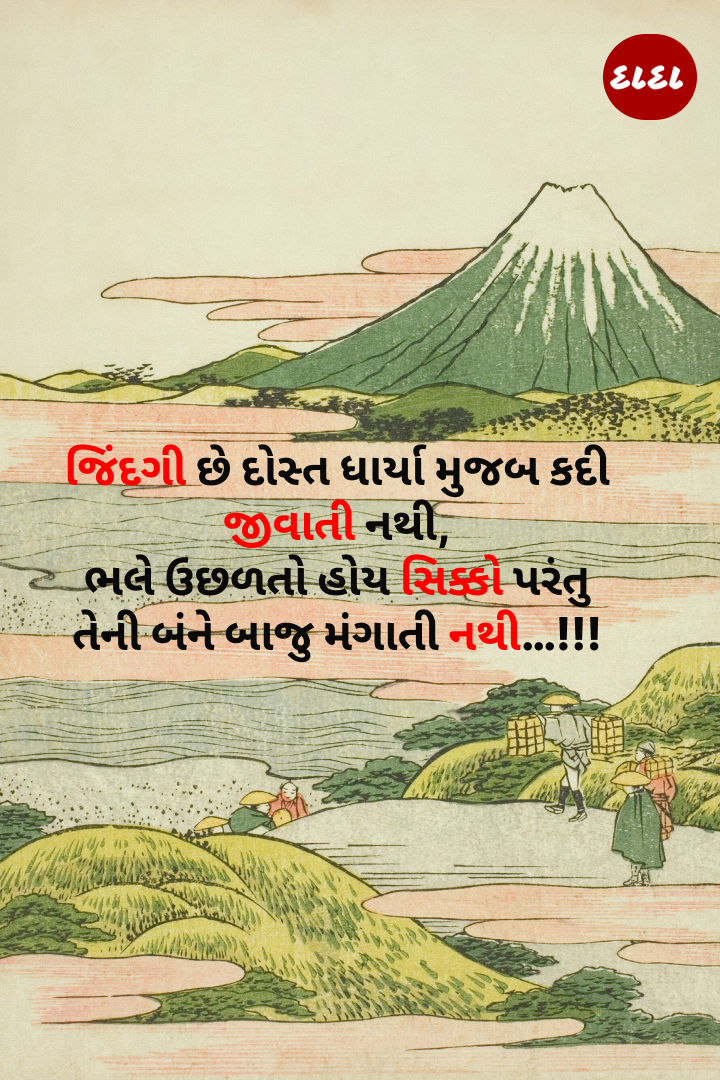 દાદા
જિંદગી છે દોસ્ત ધાર્યા મુજબ કદી
જીવાતી નથી,
ભલે ઉછળતો હોય સિક્કો પરંતુ
તેની બંને બાજુ મંગાતી નથી...!!!